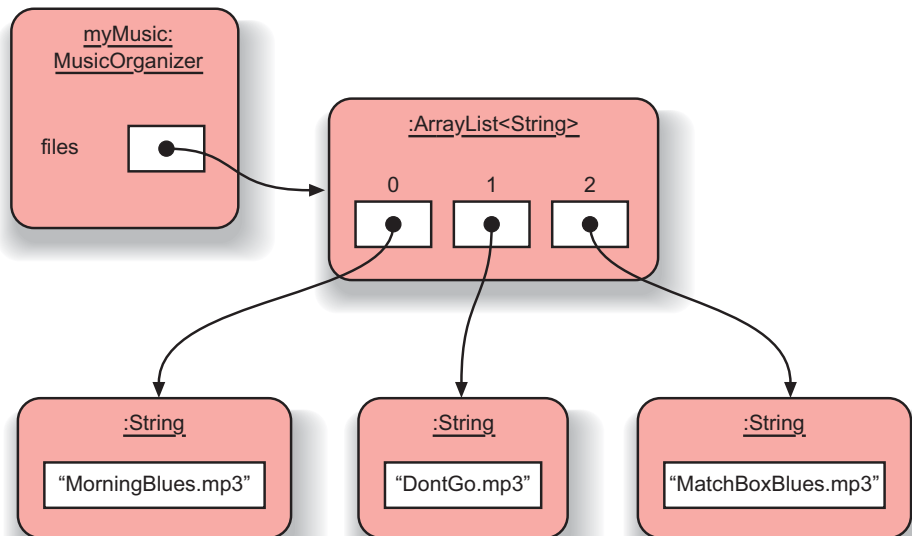 myMusic:
MusicOrganizer
files
:ArrayList<String>
0 1 2
:String
“MorningBlues.mp3”
:String
“DontGo.mp3”
:String
“MatchBoxBlues.mp3”